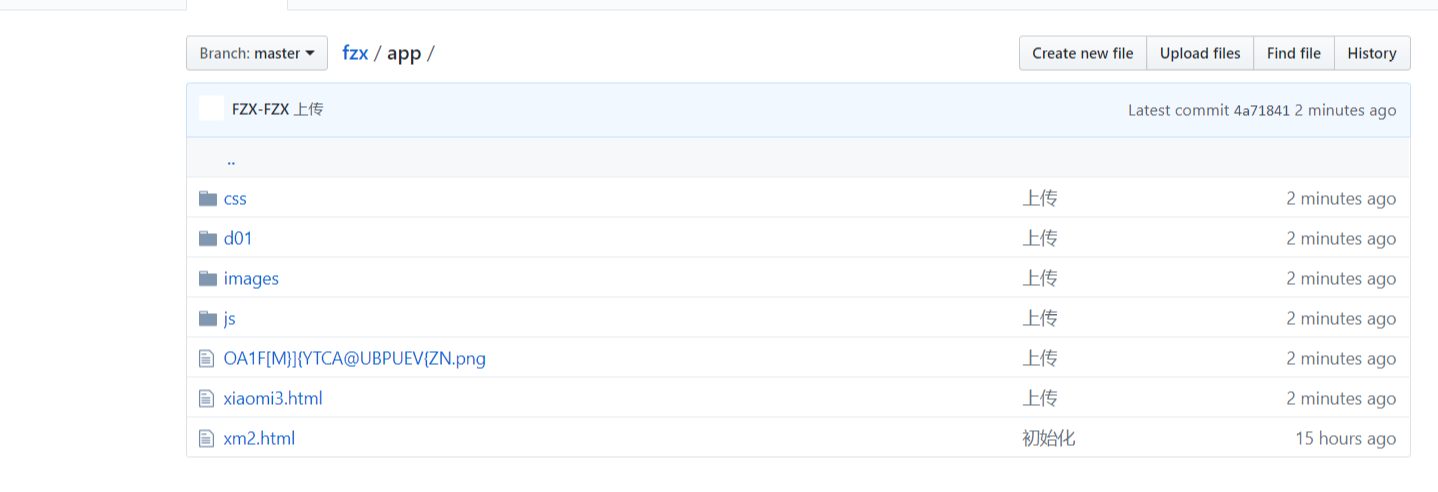 Branch: master fzx / app / Create new file Upload files Find file History
FZX-FZX 上传 Latest commit 4a71841 2 minutes ago
..
css 上传 2 minutes ago
d01 上传 2 minutes ago
images 上传 2 minutes ago
js 上传 2 minutes ago
OA1F[M}]{YTCA@UBPUEV{ZN.png 上传 2 minutes ago
xiaomi3.html 上传 2 minutes ago
xm2.html 初始化 15 hours ago